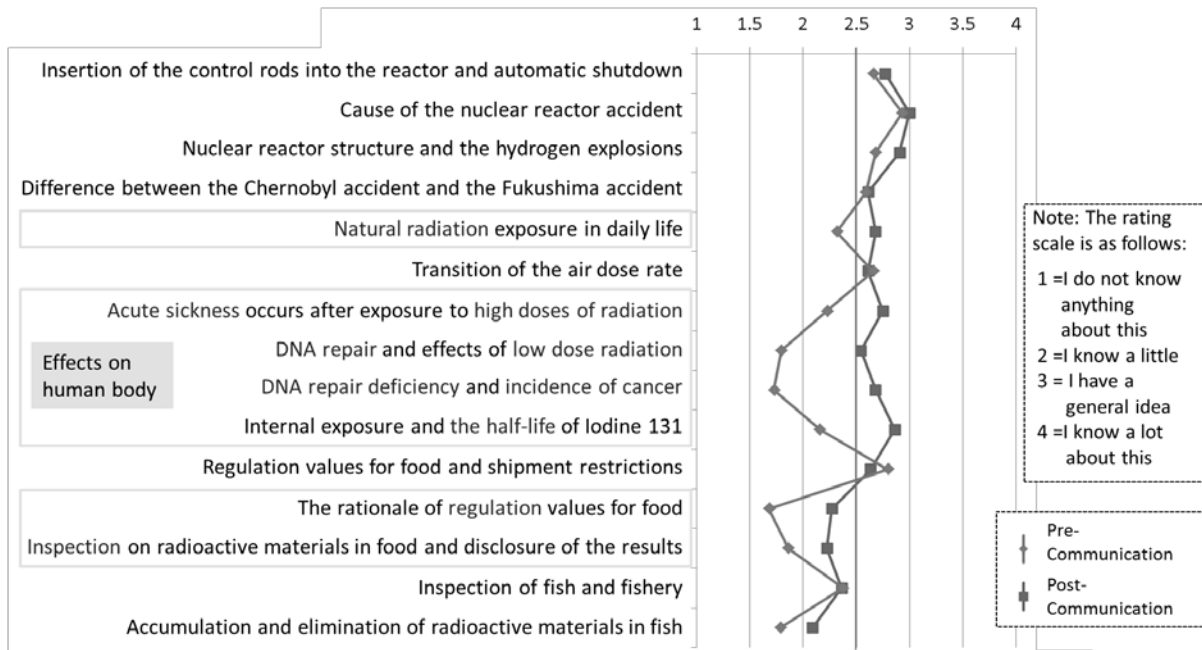 1 1.5 2 2.5 3 3.5 4
Insertion of the control rods into the reactor and automatic shutdown
Cause of the nuclear reactor accident
Nuclear reactor structure and the hydrogen explosions
Difference between the Chernobyl accident and the Fukushima accident
Natural radiation exposure in daily life
Transition of the air dose rate
Acute sickness occurs after exposure to high doses of radiation
DNA repair and effects of low dose radiation
DNA repair deficiency and incidence of cancer
Internal exposure and the half-life of Iodine 131
Effects on
human body
Regulation values for food and shipment restrictions
The rationale of regulation values for food
Inspection on radioactive materials in food and disclosure of the results
Inspection of fish and fishery
Accumulation and elimination of radioactive materials in fish
Note: The rating
scale is as follows:
1 =I do not know
anything
about this
2 =I know a little
3 = I have a
general idea
4 =I know a lot
about this
Pre-
Communication
Post-
Communication